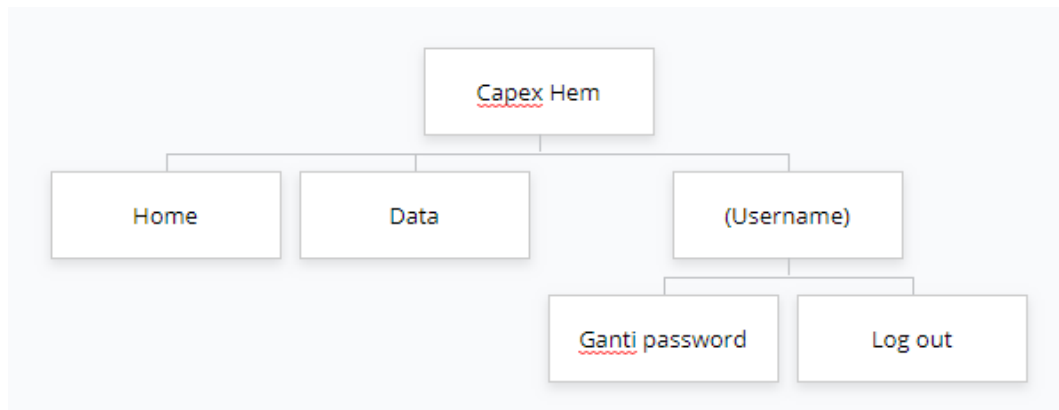 Capex Hem
Home
Data
(Username)
Ganti password
Log out